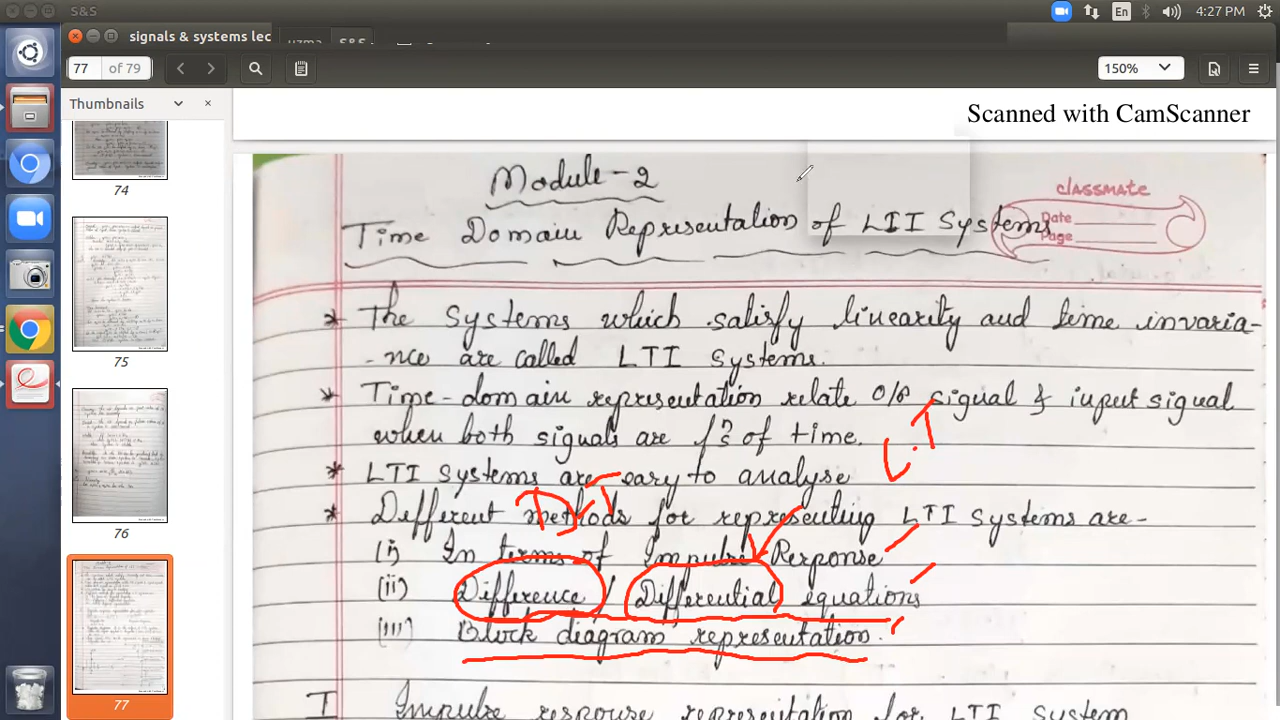 S&S
En
4:27 PM
signals & systems lec
S&S
77 of 79
150%
Thumbnails
74
75
76
77
Scanned with CamScanner
Module-2
classmate
Date
Page
Time Domain Representation of LTI Systems
* The systems which satisfy linearity and time invaria-
-nce are called LTI systems.
* Time-domain representation relate O/P signal & input signal
when both signals are f's of time.
L.T
* LTI systems are easy to analyse
* Different methods for representing LTI systems are-
(i) In terms of Impulse Response
(ii) Difference / Differential equations
(iii) Block diagram representation.
I Impulse response representation for LTI System